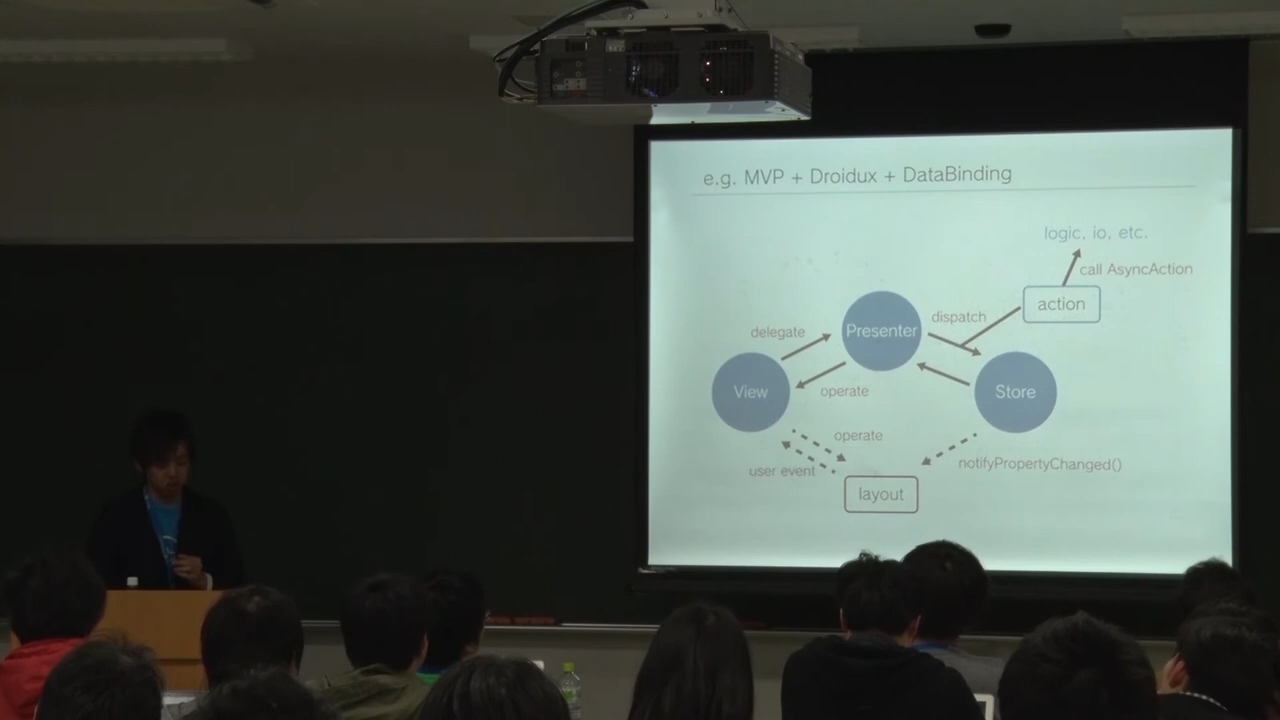 e.g. MVP + Droidux + DataBinding
logic, io, etc.
call AsyncAction
action
dispatch
delegate
Presenter
View
operate
Store
operate
user event
notifyPropertyChanged()
layout